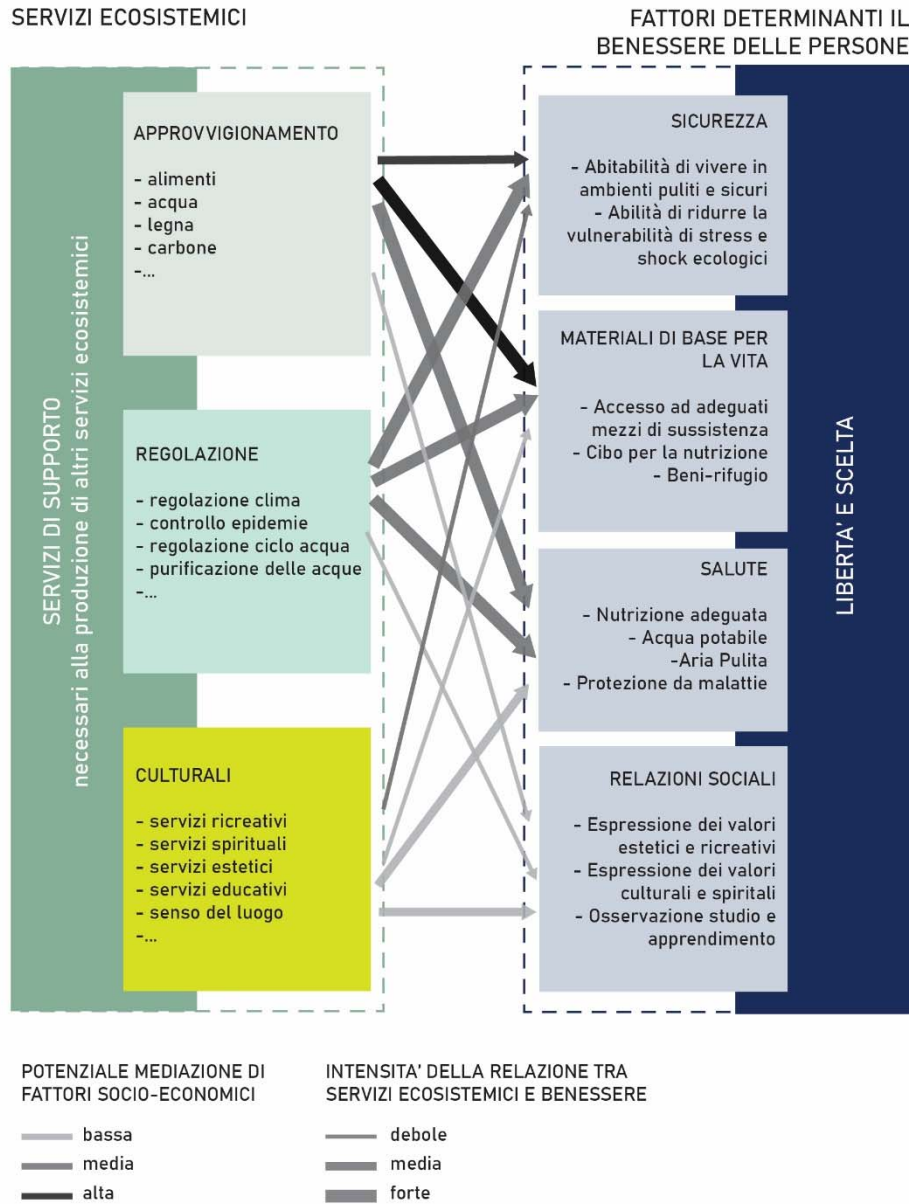 SERVIZI ECOSISTEMICI
FATTORI DETERMINANTI IL
BENESSERE DELLE PERSONE
SERVIZI DI SUPPORTO
necessari alla produzione di altri servizi ecosistemici
APPROVVIGIONAMENTO
- alimenti
- acqua
- legna
- carbone
-...
REGOLAZIONE
- regolazione clima
- controllo epidemie
- regolazione ciclo acqua
- purificazione delle acque
-...
CULTURALI
- servizi ricreativi
- servizi spirituali
- servizi estetici
- servizi educativi
- senso del luogo
-...
SICUREZZA
- Abitabilità di vivere in
ambienti puliti e sicuri
- Abilità di ridurre la
vulnerabilità di stress e
shock ecologici
MATERIALI DI BASE PER
LA VITA
- Accesso ad adeguati
mezzi di sussistenza
- Cibo per la nutrizione
- Beni-rifugio
SALUTE
- Nutrizione adeguata
- Acqua potabile
-Aria Pulita
- Protezione da malattie
RELAZIONI SOCIALI
- Espressione dei valori
estetici e ricreativi
- Espressione dei valori
culturali e spiritali
- Osservazione studio e
apprendimento
LIBERTA' E SCELTA
POTENZIALE MEDIAZIONE DI
FATTORI SOCIO-ECONOMICI
bassa
media
alta
INTENSITA' DELLA RELAZIONE TRA
SERVIZI ECOSISTEMICI E BENESSERE
debole
media
forte